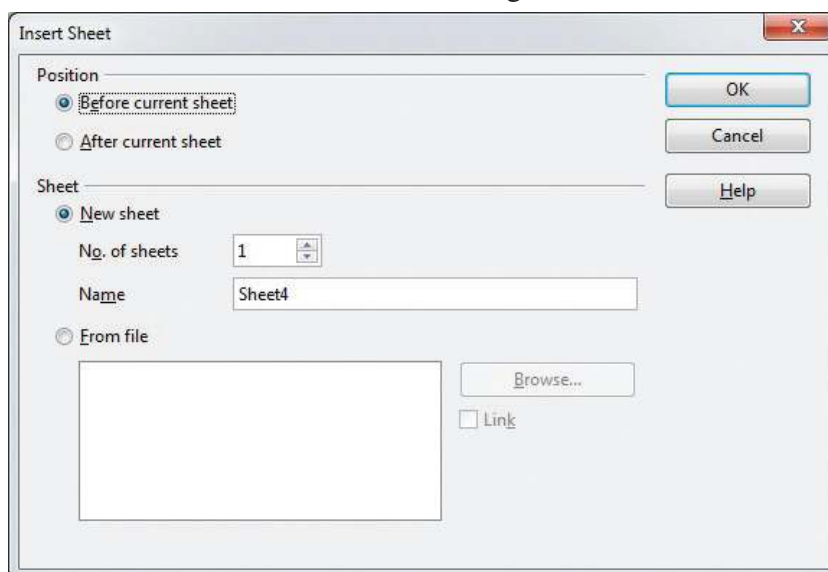 Insert Sheet
Position
Before current sheet
After current sheet
OK
Cancel
Help
Sheet
New sheet
No. of sheets 1
Name Sheet4
From file
Browse...
Link